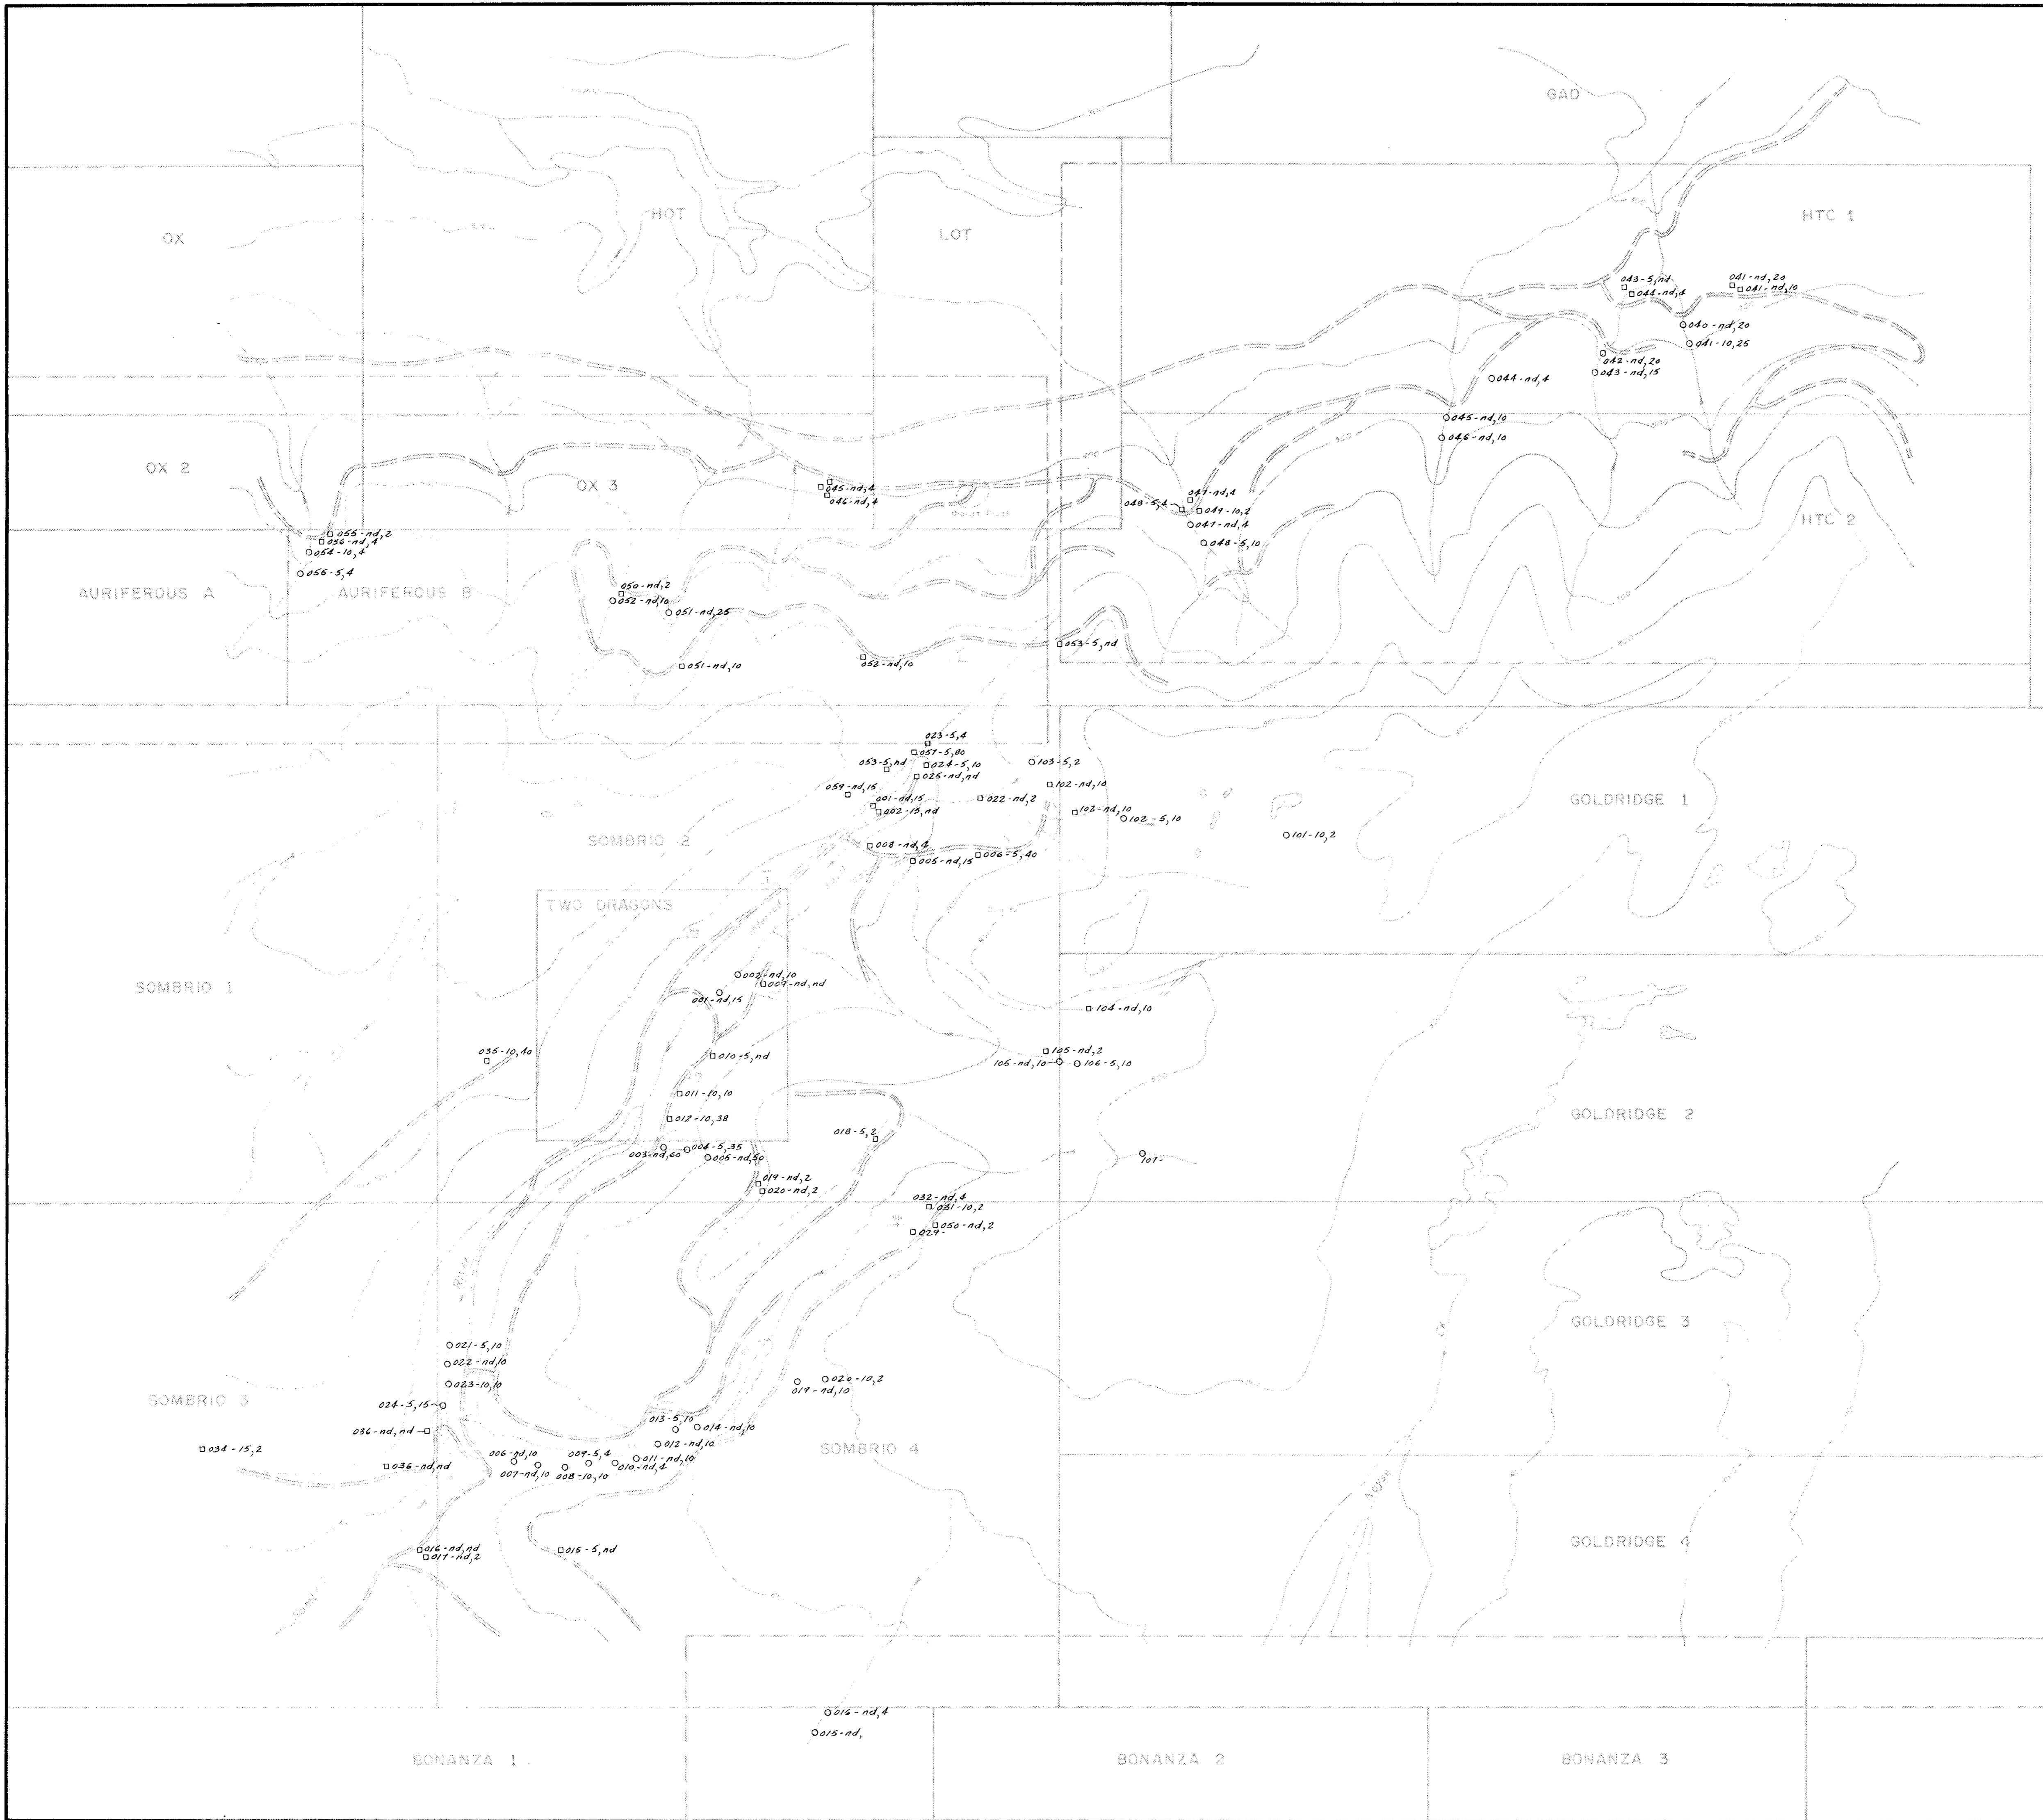 GAD
HOT
HTC 1
OX
LOT
043-5,nd
044-nd,4
041-nd,20
041-nd,10
040-nd,20
041-10,25
042-nd,20
043-nd,15
044-nd,4
045-nd,10
046-nd,10
OX 2
OX 3
045-nd,4
046-nd,4
047-nd,4
048-5,4
049-10,2
047-nd,4
048-5,10
HTC 2
055-nd,2
056-nd,4
054-10,4
055-5,4
AURIFEROUS A
AURIFEROUS B
050-nd,2
052-nd,10
051-nd,25
053-5,nd
051-nd,10
052-nd,10
023-5,4
057-5,80
053-5,nd
024-5,10
025-nd,nd
103-5,2
059-nd,15
102-nd,10
001-nd,15
002-15,nd
022-nd,2
102-nd,10
102-5,10
GOLDRIDGE 1
101-10,2
SOMBRIO 2
008-nd,4
005-nd,15
006-5,40
TWO DRAGONS
002-nd,10
009-nd,nd
SOMBRIO 1
001-nd,15
104-nd,10
035-10,40
010-5,nd
105-nd,2
105-nd,10
106-5,10
011-10,10
012-10,38
GOLDRIDGE 2
018-5,2
003-nd,60
004-5,35
005-nd,50
107-
019-nd,2
020-nd,2
032-nd,4
031-10,2
050-nd,2
029-
River
GOLDRIDGE 3
021-5,10
022-nd,10
023-10,10
020-10,2
019-nd,10
SOMBRIO 3
024-5,15
013-5,10
014-nd,10
036-nd,nd
012-nd,10
034-15,2
SOMBRIO 4
006-nd,10
009-5,4
011-nd,10
036-nd,nd
007-nd,10
008-10,10
010-nd,4
GOLDRIDGE 4
016-nd,nd
017-nd,2
015-5,nd
016-nd,4
015-nd,
BONANZA 1
BONANZA 2
BONANZA 3